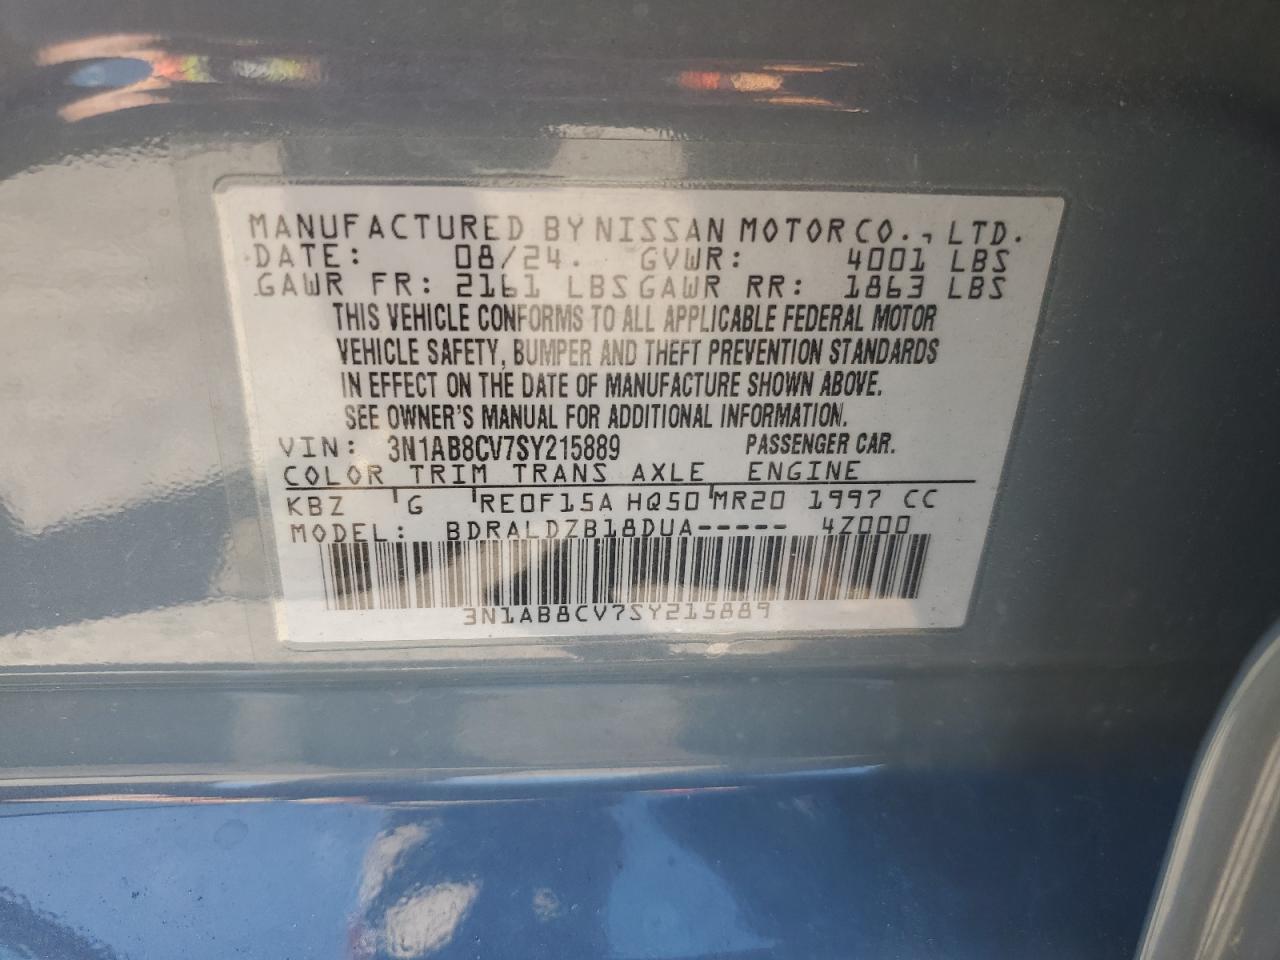 MANUFACTURED BY NISSAN MOTOR CO., LTD.
DATE: 08/24. GVWR: 4001 LBS
GAWR FR: 2161 LBS GAWR RR: 1863 LBS
THIS VEHICLE CONFORMS TO ALL APPLICABLE FEDERAL MOTOR
VEHICLE SAFETY, BUMPER AND THEFT PREVENTION STANDARDS
IN EFFECT ON THE DATE OF MANUFACTURE SHOWN ABOVE.
SEE OWNER'S MANUAL FOR ADDITIONAL INFORMATION.
VIN: 3N1AB8CV7SY215889 PASSENGER CAR.
COLOR TRIM TRANS AXLE ENGINE
KBZ G RE0F15A HQ50 MR20 1997 CC
MODEL: BDRALDZB18DUA----- 4Z000
3N1AB8CV7SY215889